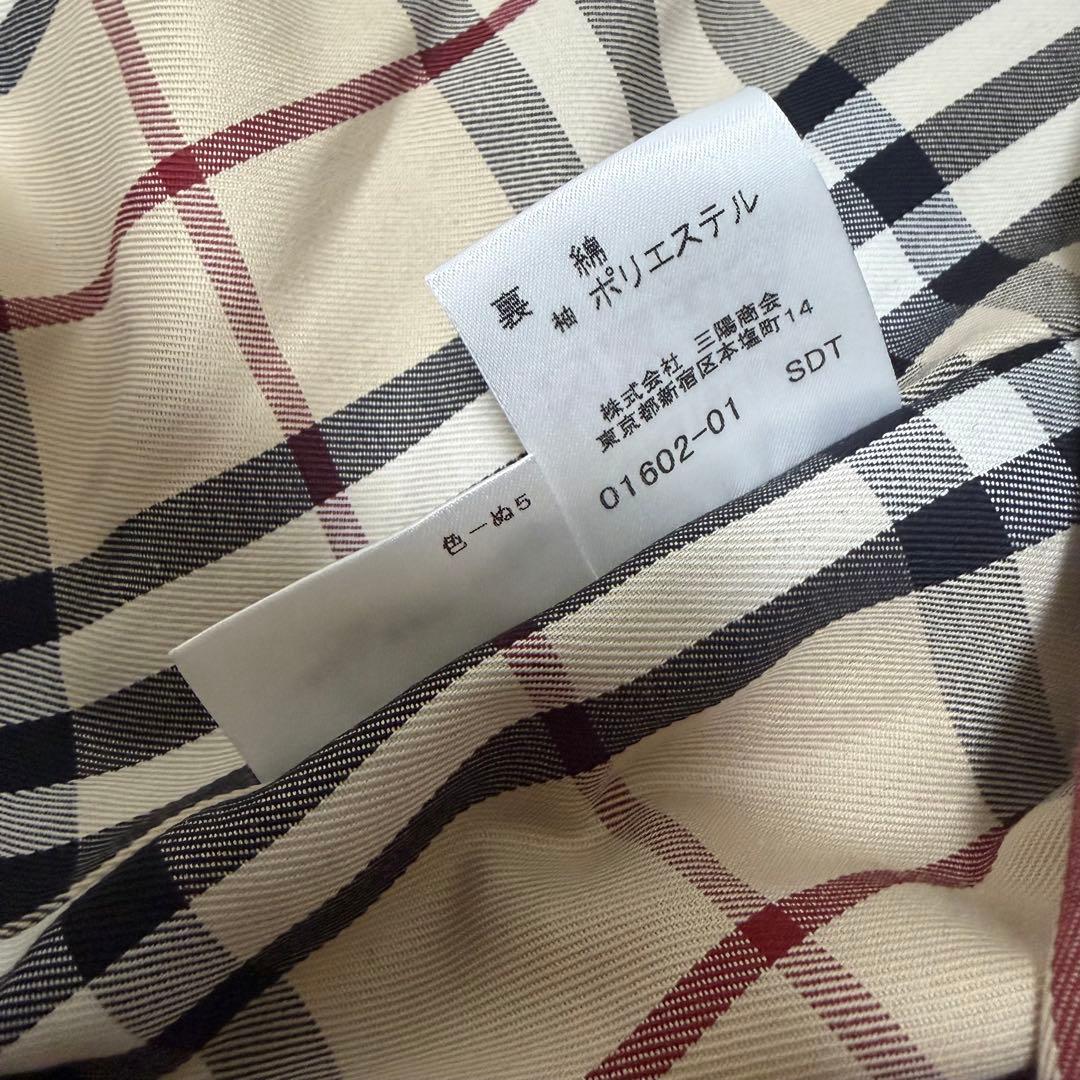 裏 綿
袖 ポリエステル
株式会社 三陽商会
東京都新宿区本塩町14
01602-01 SDT
色ーぬ5